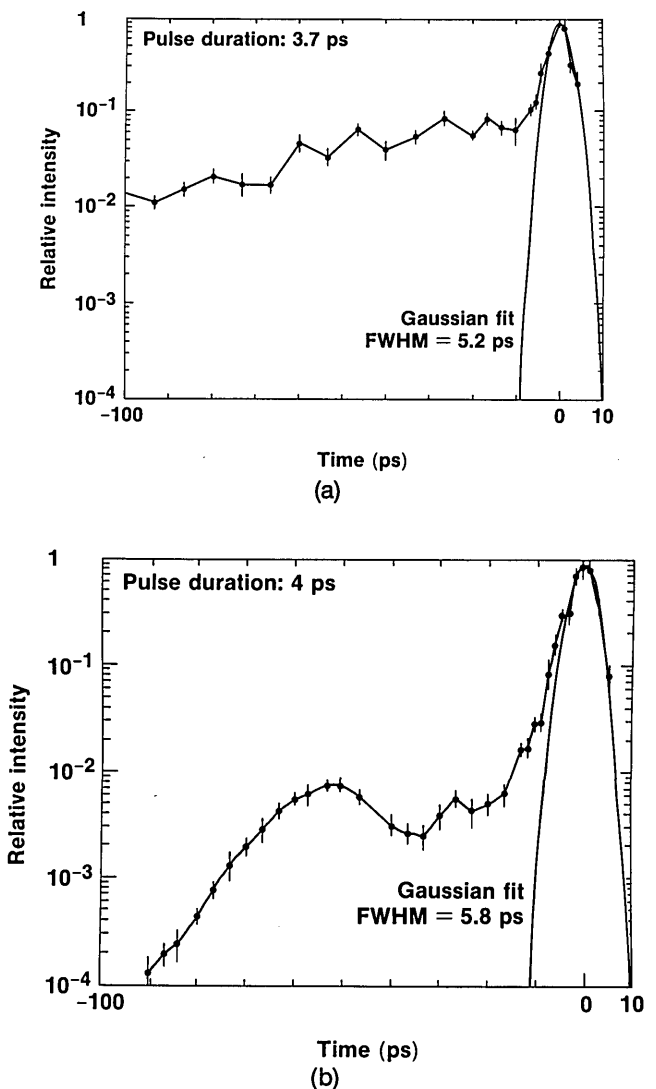 Pulse duration: 3.7 ps
1
10⁻¹
10⁻²
10⁻³
10⁻⁴
Relative intensity
Gaussian fit
FWHM = 5.2 ps
−100
0
10
Time (ps)
(a)
Pulse duration: 4 ps
1
10⁻¹
10⁻²
10⁻³
10⁻⁴
Relative intensity
Gaussian fit
FWHM = 5.8 ps
−100
0
10
Time (ps)
(b)